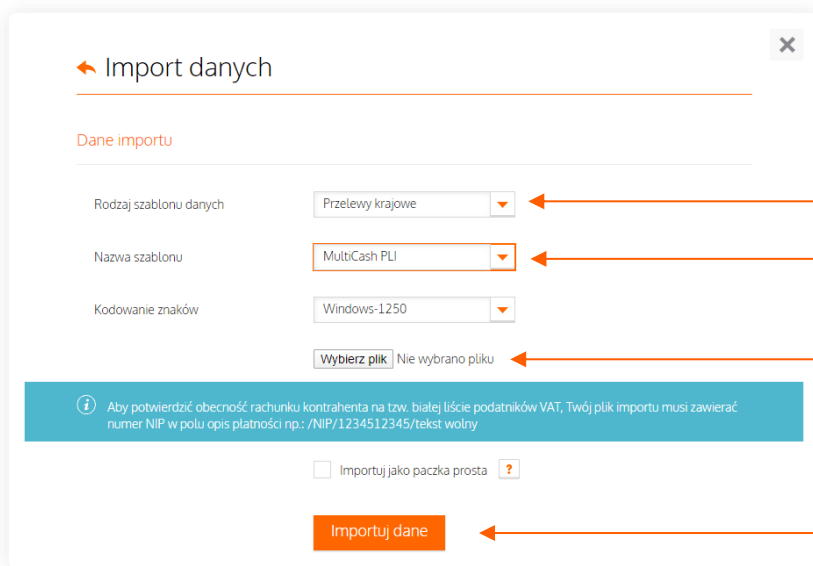 Import danych
Dane importu
Rodzaj szablonu danych Przelewy krajowe
Nazwa szablonu MultiCash PLI
Kodowanie znaków Windows-1250
Wybierz plik Nie wybrano pliku
Aby potwierdzić obecność rachunku kontrahenta na tzw. białej liście podatników VAT, Twój plik importu musi zawierać
numer NIP w polu opis płatności np.: /NIP/1234512345/tekst wolny
Importuj jako paczka prosta ?
Importuj dane